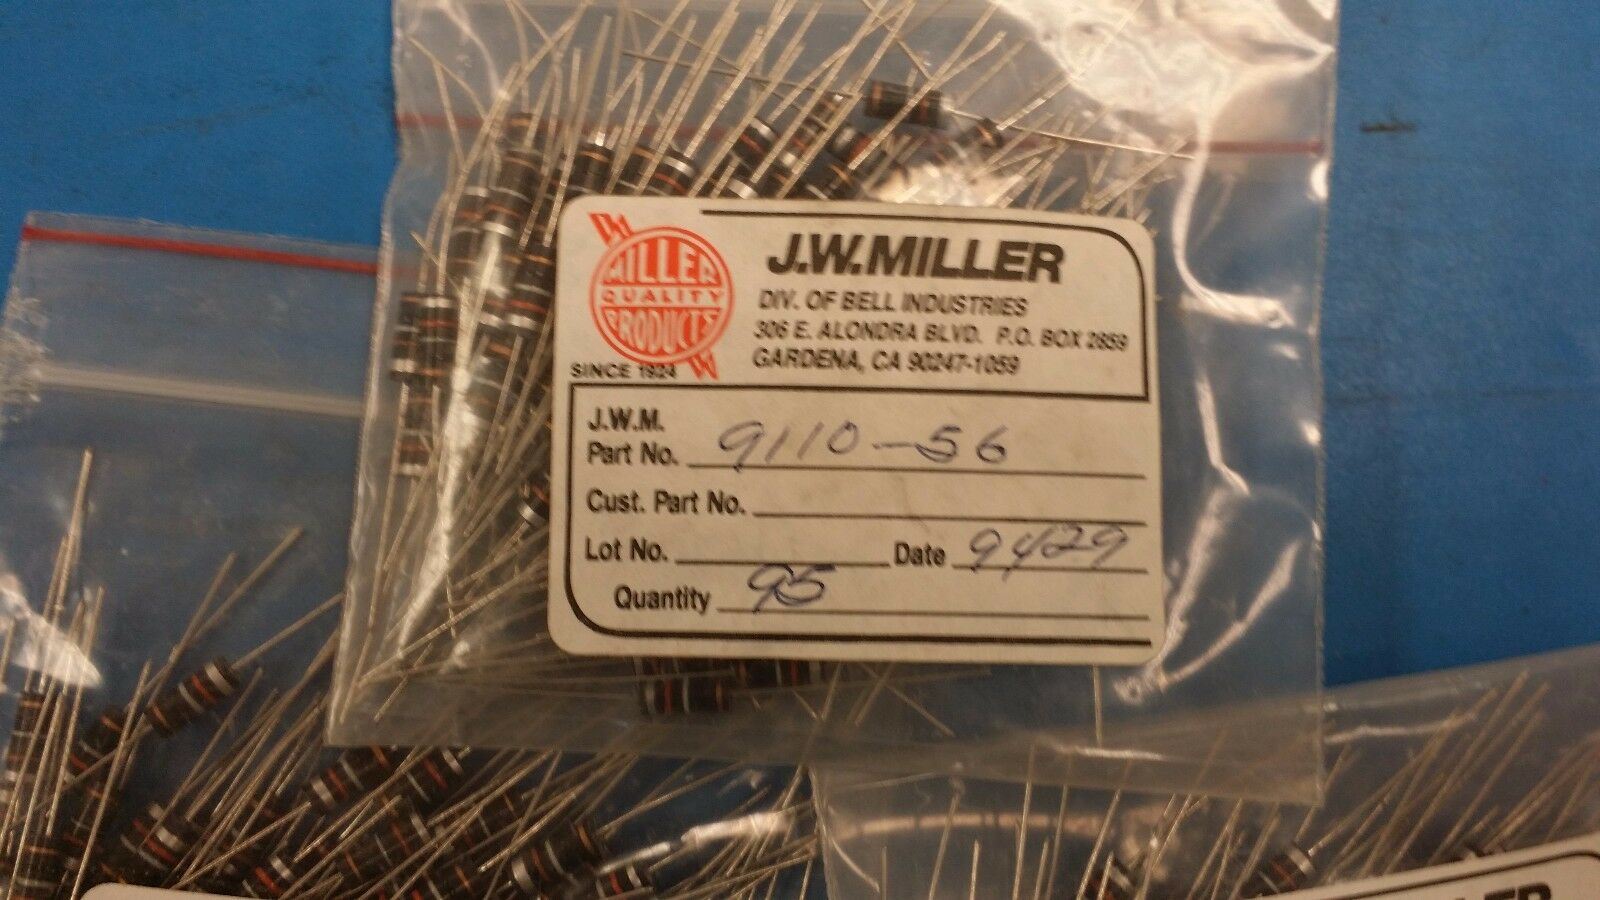 MILLER
QUALITY
PRODUCTS
SINCE 1924
J.W.MILLER
DIV. OF BELL INDUSTRIES
306 E. ALONDRA BLVD. P.O. BOX 2859
GARDENA, CA 90247-1059
J.W.M.
Part No. 9110-56
Cust. Part No.
Lot No. Date 9429
Quantity 95